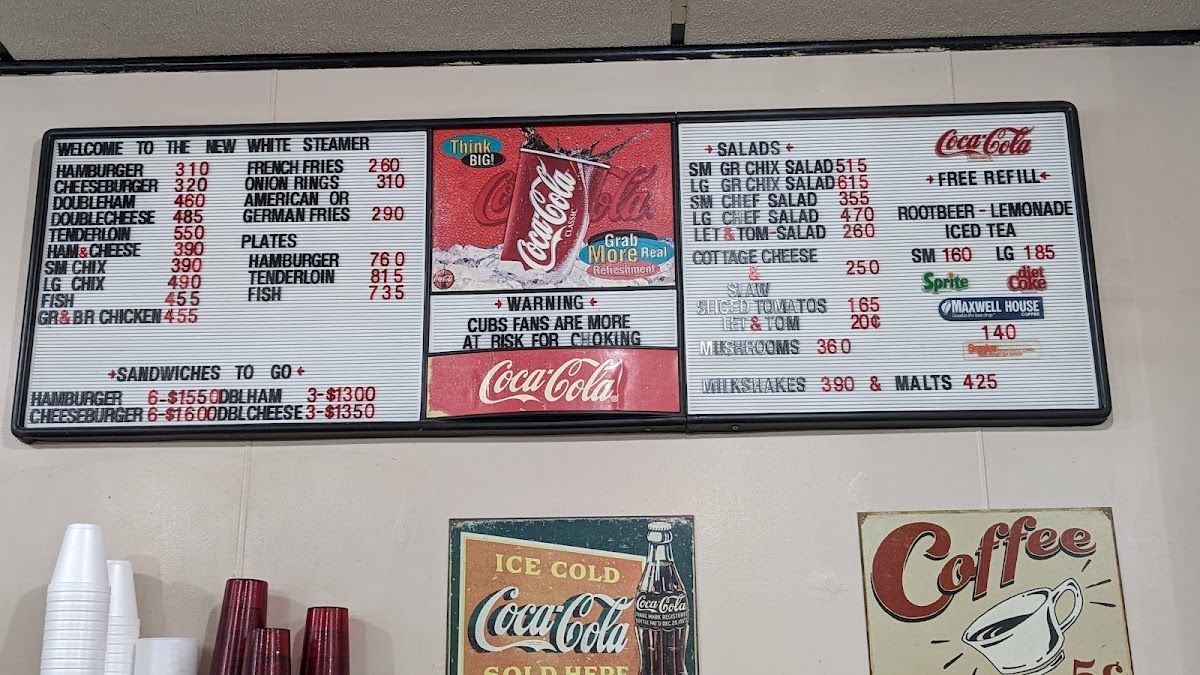 WELCOME TO THE NEW WHITE STEAMER
HAMBURGER 310
CHEESEBURGER 320
DOUBLEHAM 460
DOUBLECHEESE 485
TENDERLOIN 550
HAM&CHEESE 390
SM CHIX 390
LG CHIX 490
FISH 455
GR&BR CHICKEN 455
FRENCH FRIES 260
ONION RINGS 310
AMERICAN OR
GERMAN FRIES 290
PLATES
HAMBURGER 760
TENDERLOIN 815
FISH 735
SANDWICHES TO GO
HAMBURGER 6-$1550 DBLHAM 3-$1300
CHEESEBURGER 6-$1600 DBLCHEESE 3-$1350
Think
BIG!
Coca-Cola
CLASSIC
Grab
More Real
Refreshment
WARNING
CUBS FANS ARE MORE
AT RISK FOR CHOKING
Coca-Cola
SALADS
SM GR CHIX SALAD 515
LG GR CHIX SALAD 615
SM CHEF SALAD 355
LG CHEF SALAD 470
LET&TOM-SALAD 260
COTTAGE CHEESE
& 250
SLAW
SLICED TOMATOS 165
LET&TOM 20¢
MUSHROOMS 360
MILKSHAKES 390 & MALTS 425
Coca-Cola
FREE REFILL
ROOTBEER - LEMONADE
ICED TEA
SM 160 LG 185
Sprite
diet
Coke
MAXWELL HOUSE
COFFEE
140
ICE COLD
Coca-Cola
SOLD HERE
Coca-Cola
Coffee
5¢